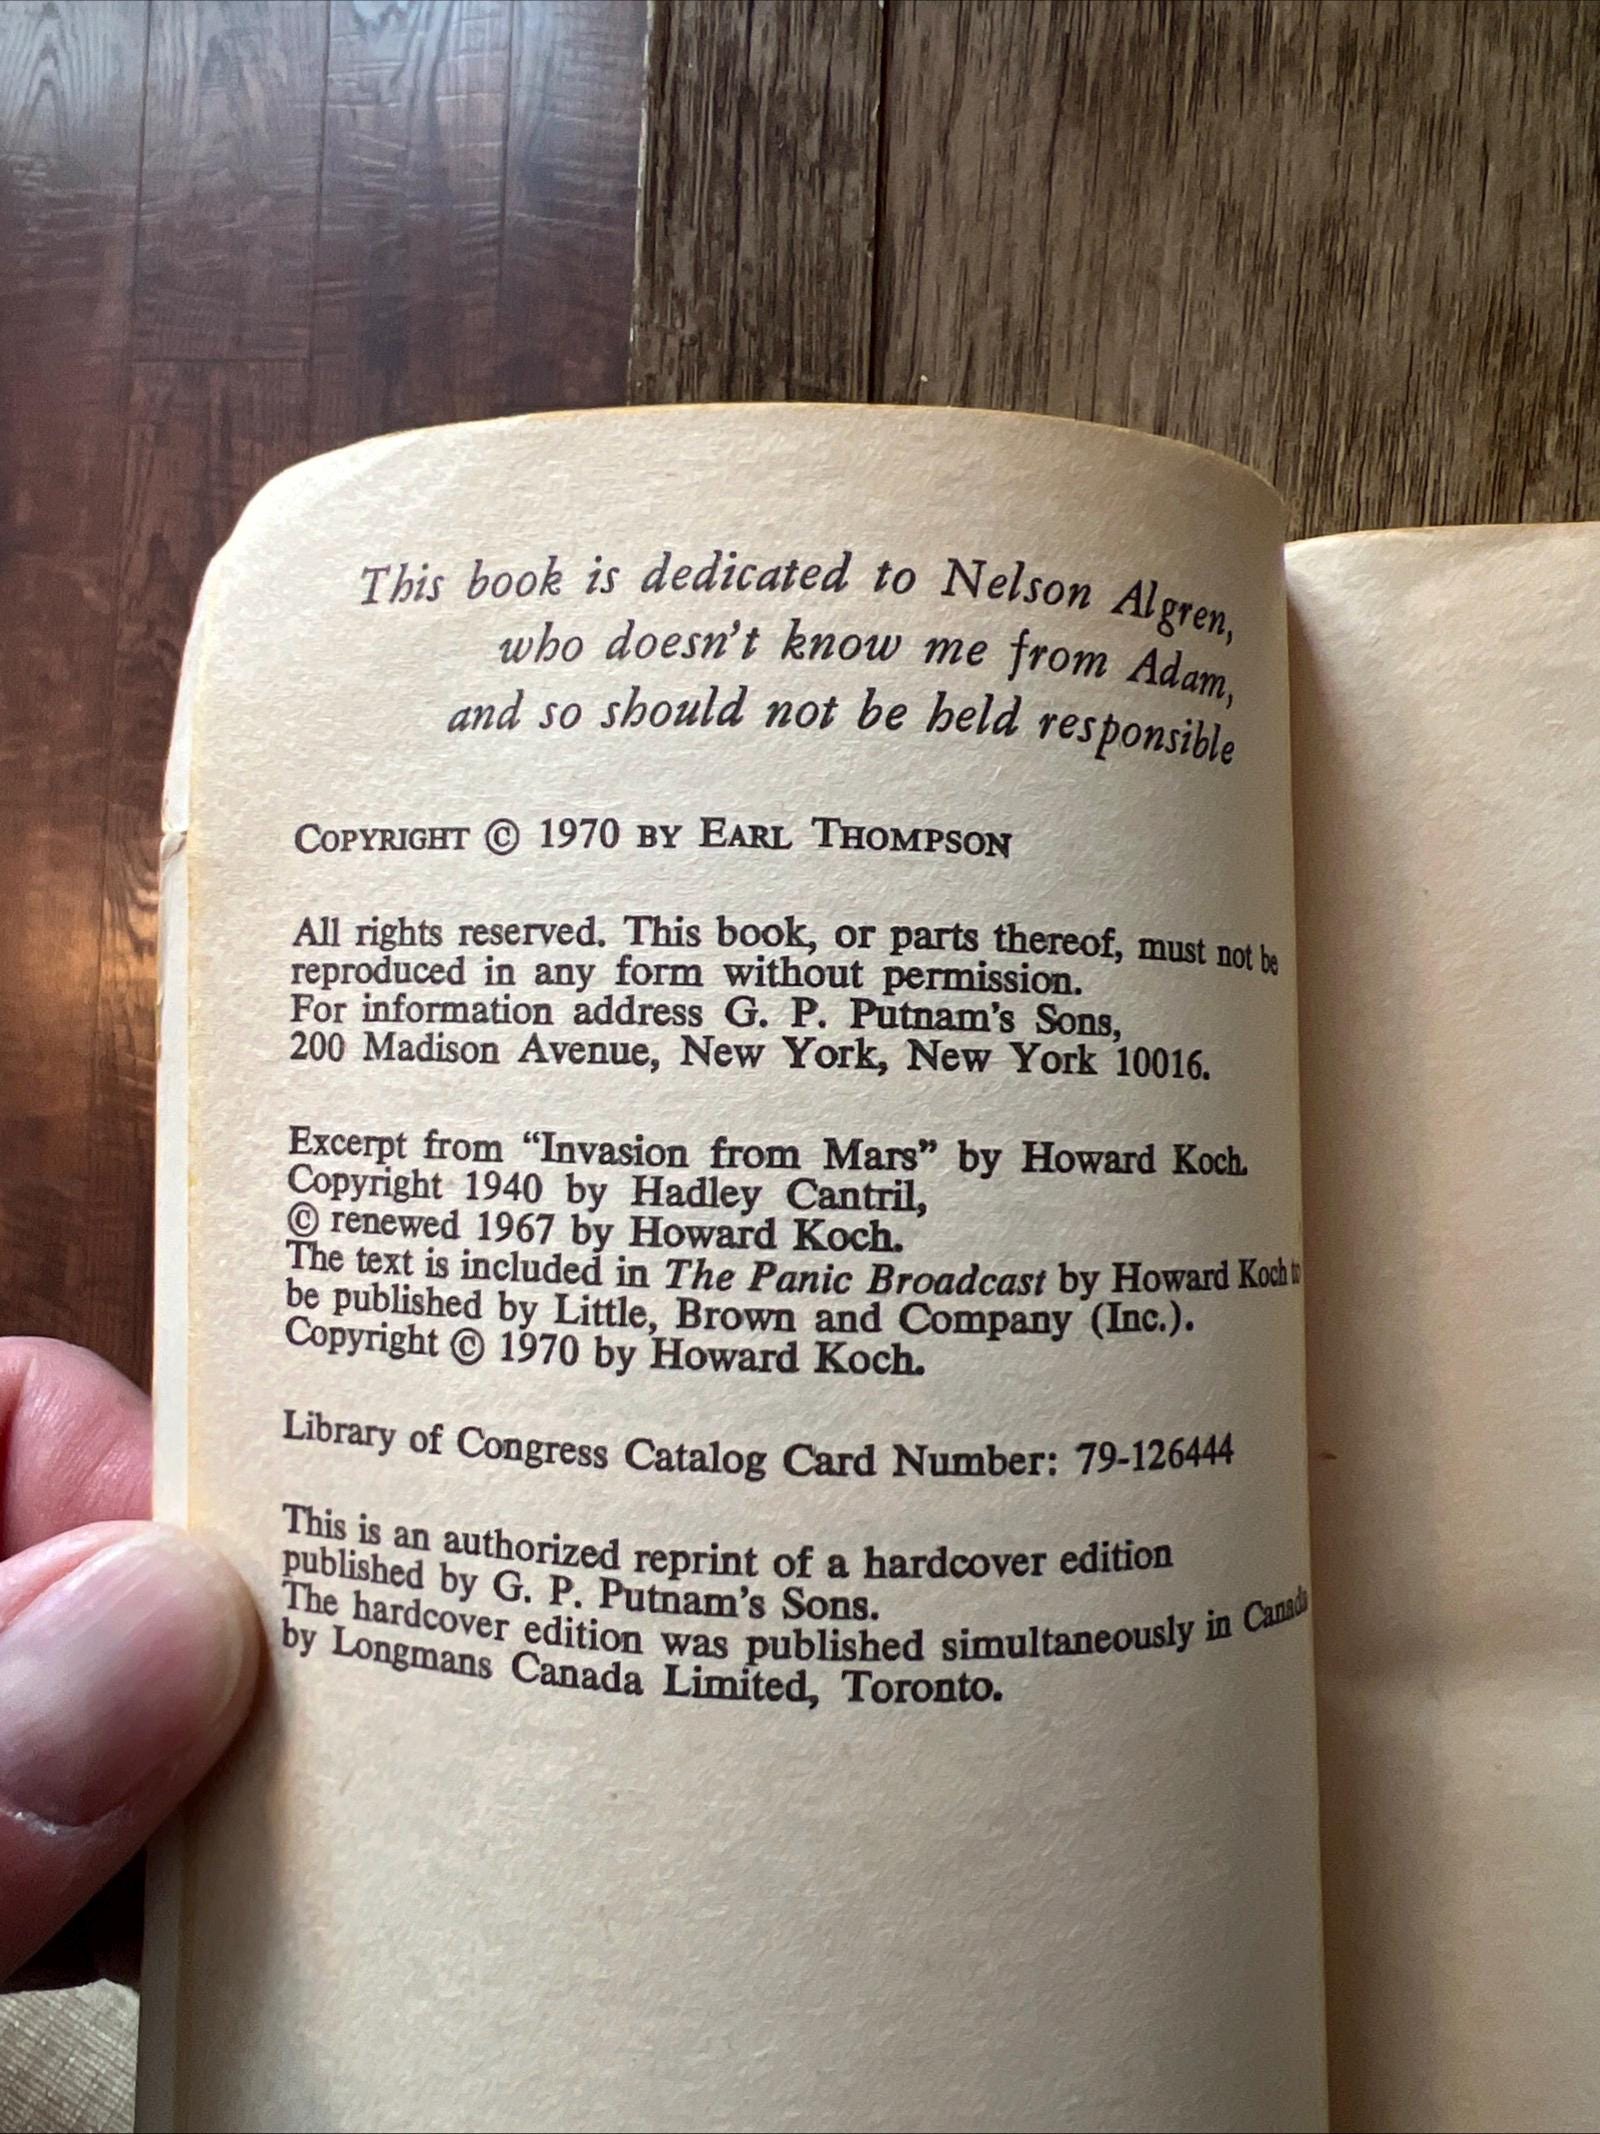 This book is dedicated to Nelson Algren,
who doesn't know me from Adam,
and so should not be held responsible
COPYRIGHT © 1970 BY EARL THOMPSON
All rights reserved. This book, or parts thereof, must not be
reproduced in any form without permission.
For information address G. P. Putnam's Sons,
200 Madison Avenue, New York, New York 10016.
Excerpt from “Invasion from Mars” by Howard Koch.
Copyright 1940 by Hadley Cantril,
© renewed 1967 by Howard Koch.
The text is included in The Panic Broadcast by Howard Koch to
be published by Little, Brown and Company (Inc.).
Copyright © 1970 by Howard Koch.
Library of Congress Catalog Card Number: 79-126444
This is an authorized reprint of a hardcover edition
published by G. P. Putnam's Sons.
The hardcover edition was published simultaneously in Canada
by Longmans Canada Limited, Toronto.